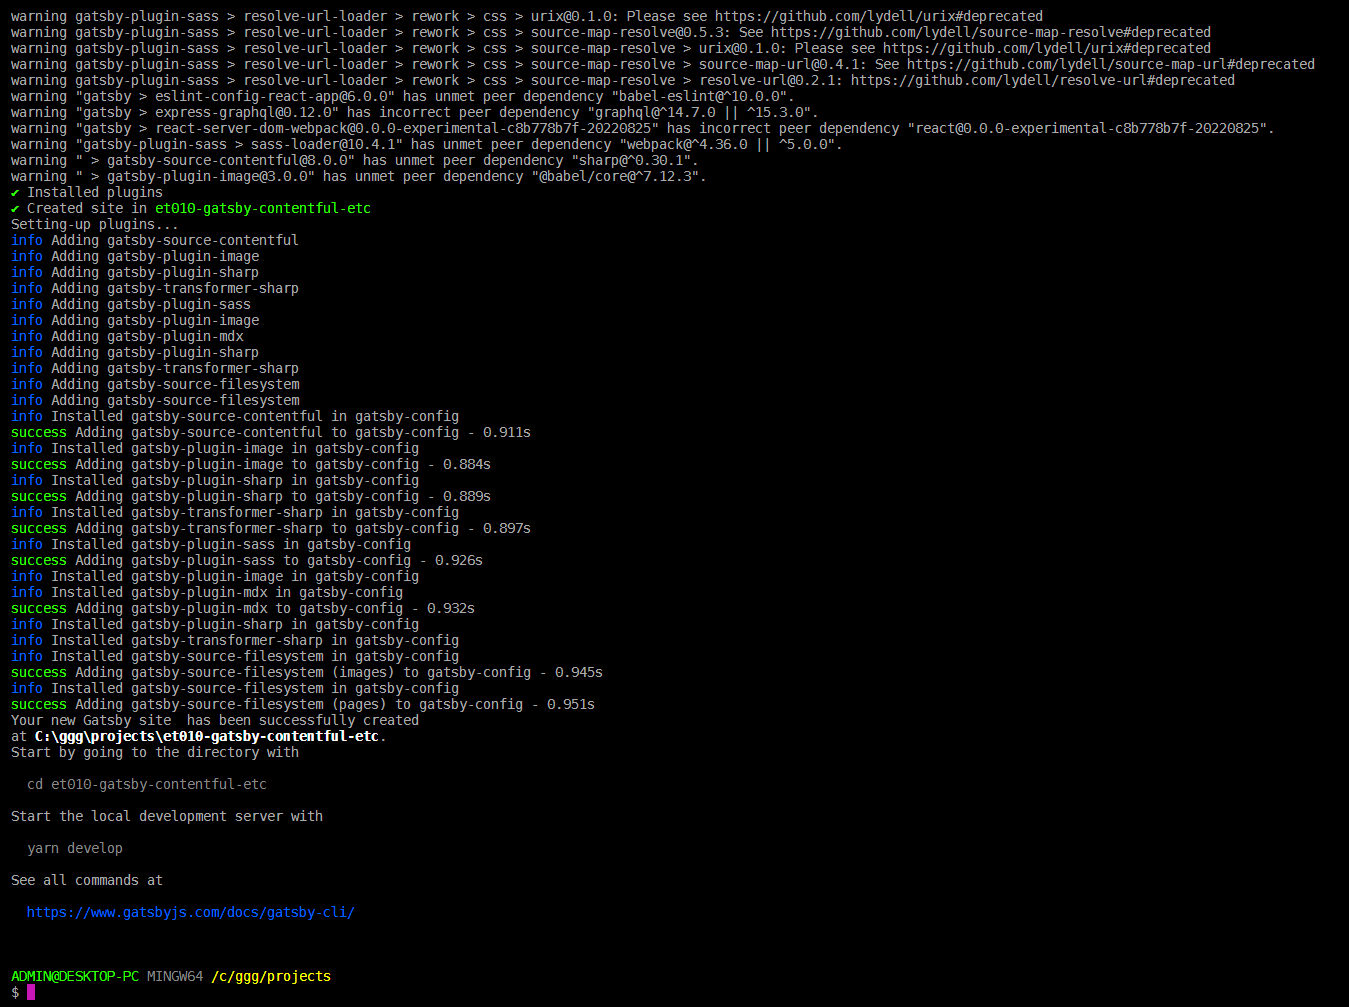 warning gatsby-plugin-sass > resolve-url-loader > rework > css > urix@0.1.0: Please see https://github.com/lydell/urix#deprecated
warning gatsby-plugin-sass > resolve-url-loader > rework > css > source-map-resolve@0.5.3: See https://github.com/lydell/source-map-resolve#deprecated
warning gatsby-plugin-sass > resolve-url-loader > rework > css > source-map-resolve > urix@0.1.0: Please see https://github.com/lydell/urix#deprecated
warning gatsby-plugin-sass > resolve-url-loader > rework > css > source-map-resolve > source-map-url@0.4.1: See https://github.com/lydell/source-map-url#deprecated
warning gatsby-plugin-sass > resolve-url-loader > rework > css > source-map-resolve > resolve-url@0.2.1: https://github.com/lydell/resolve-url#deprecated
warning "gatsby > eslint-config-react-app@6.0.0" has unmet peer dependency "babel-eslint@^10.0.0".
warning "gatsby > express-graphql@0.12.0" has incorrect peer dependency "graphql@^14.7.0 || ^15.3.0".
warning "gatsby > react-server-dom-webpack@0.0.0-experimental-c8b778b7f-20220825" has incorrect peer dependency "react@0.0.0-experimental-c8b778b7f-20220825".
warning "gatsby-plugin-sass > sass-loader@10.4.1" has unmet peer dependency "webpack@^4.36.0 || ^5.0.0".
warning " > gatsby-source-contentful@8.0.0" has unmet peer dependency "sharp@^0.30.1".
warning " > gatsby-plugin-image@3.0.0" has unmet peer dependency "@babel/core@^7.12.3".
✔ Installed plugins
✔ Created site in et010-gatsby-contentful-etc
Setting-up plugins...
info Adding gatsby-source-contentful
info Adding gatsby-plugin-image
info Adding gatsby-plugin-sharp
info Adding gatsby-transformer-sharp
info Adding gatsby-plugin-sass
info Adding gatsby-plugin-image
info Adding gatsby-plugin-mdx
info Adding gatsby-plugin-sharp
info Adding gatsby-transformer-sharp
info Adding gatsby-source-filesystem
info Adding gatsby-source-filesystem
info Installed gatsby-source-contentful in gatsby-config
success Adding gatsby-source-contentful to gatsby-config - 0.911s
info Installed gatsby-plugin-image in gatsby-config
success Adding gatsby-plugin-image to gatsby-config - 0.884s
info Installed gatsby-plugin-sharp in gatsby-config
success Adding gatsby-plugin-sharp to gatsby-config - 0.889s
info Installed gatsby-transformer-sharp in gatsby-config
success Adding gatsby-transformer-sharp to gatsby-config - 0.897s
info Installed gatsby-plugin-sass in gatsby-config
success Adding gatsby-plugin-sass to gatsby-config - 0.926s
info Installed gatsby-plugin-image in gatsby-config
info Installed gatsby-plugin-mdx in gatsby-config
success Adding gatsby-plugin-mdx to gatsby-config - 0.932s
info Installed gatsby-plugin-sharp in gatsby-config
info Installed gatsby-transformer-sharp in gatsby-config
info Installed gatsby-source-filesystem in gatsby-config
success Adding gatsby-source-filesystem (images) to gatsby-config - 0.945s
info Installed gatsby-source-filesystem in gatsby-config
success Adding gatsby-source-filesystem (pages) to gatsby-config - 0.951s
Your new Gatsby site  has been successfully created
at C:\ggg\projects\et010-gatsby-contentful-etc.
Start by going to the directory with
cd et010-gatsby-contentful-etc
Start the local development server with
yarn develop
See all commands at
https://www.gatsbyjs.com/docs/gatsby-cli/
ADMIN@DESKTOP-PC MINGW64 /c/ggg/projects
$